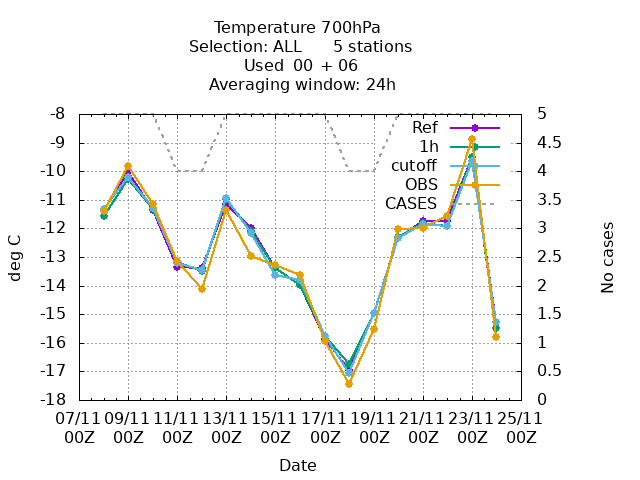 Temperature 700hPa
Selection: ALL 5 stations
Used 00 + 06
Averaging window: 24h
-8 5
Ref
-9 4.5
1h
-10 4
cutoff
OBS
-11 3.5
CASES
-12 3
-13 2.5
-14 2
-15 1.5
-16 1
-17 0.5
-18 0
deg C
No cases
07/11 09/11 11/11 13/11 15/11 17/11 19/11 21/11 23/11 25/11
00Z 00Z 00Z 00Z 00Z 00Z 00Z 00Z 00Z 00Z
Date